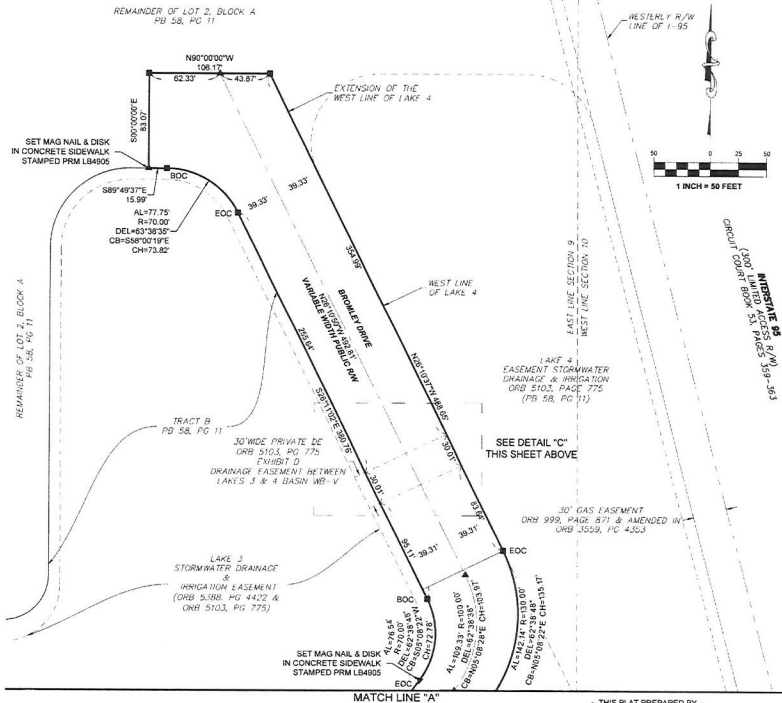 REMAINDER OF LOT 2, BLOCK A
PB 58, PG 11
WESTERLY R/W
LINE OF I-95
N90°00'00"W
106.17'
62.33'
43.87'
S00°00'00"E
83.07'
EXTENSION OF THE
WEST LINE OF LAKE 4
50
0
25
50
1 INCH = 50 FEET
SET MAG NAIL & DISK
IN CONCRETE SIDEWALK
STAMPED PRM LB4905
S89°49'37"E
15.99'
BOC
AL=77.75'
R=70.00'
DEL=63°38'35"
CB=S58°00'19"E
CH=73.82'
EOC
39.33'
39.33'
354.99'
INTERSTATE 95
(300' LIMITED ACCESS R/W)
CIRCUIT COURT BOOK 53, PAGES 359-363
EAST LINE SECTION 9
WEST LINE SECTION 10
WEST LINE
OF LAKE 4
BROMLEY DRIVE
N26°10'50"W 492.81'
VARIABLE WIDTH PUBLIC R/W
REMAINDER OF LOT 2, BLOCK A
PB 58, PG 11
255.64'
S26°11'02"E 380.76'
N26°10'37"W 488.05'
LAKE 4
EASEMENT STORMWATER
DRAINAGE & IRRIGATION
ORB 5103, PAGE 775
(PB 58, PG 11)
TRACT B
PB 58, PG 11
30' WIDE PRIVATE DE
ORB 5103, PG 775
EXHIBIT D
DRAINAGE EASEMENT BETWEEN
LAKES 3 & 4 BASIN WB-V
SEE DETAIL "C"
THIS SHEET ABOVE
30.01'
30.01'
83.64'
30' GAS EASEMENT
ORB 999, PAGE 871 & AMENDED IN
ORB 3559, PG 4353
95.11'
39.31'
39.31'
EOC
LAKE 3
STORMWATER DRAINAGE
&
IRRIGATION EASEMENT
(ORB 5388, PG 4422 &
ORB 5103, PG 775)
BOC
AL=76.54'
R=70.00'
DEL=62°38'48"
CB=S05°08'22"W
CH=72.78'
AL=109.33' R=100.00'
DEL=62°38'38"
CB=N05°08'28"E CH=103.97'
AL=142.14' R=130.00'
DEL=62°38'48"
CB=N05°08'22"E CH=135.17'
SET MAG NAIL & DISK
IN CONCRETE SIDEWALK
STAMPED PRM LB4905
EOC
MATCH LINE "A"
THIS PLAT PREPARED BY